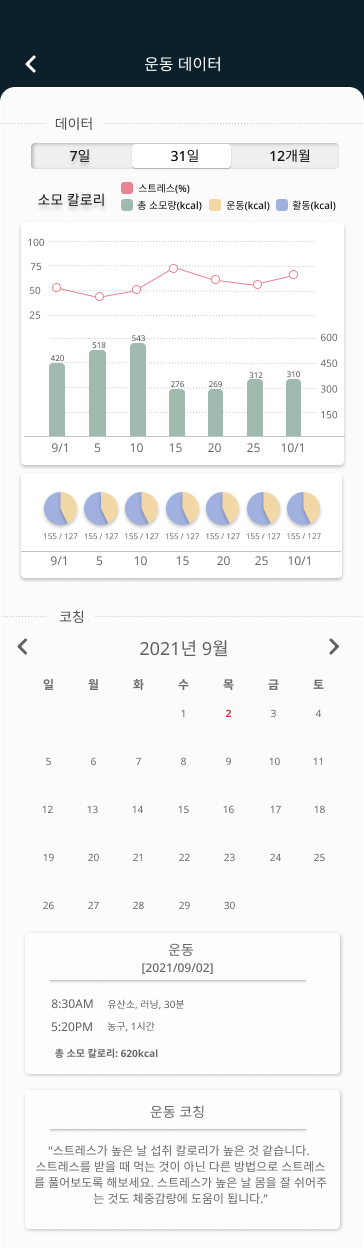 운동 데이터
데이터
7일 31일 12개월
소모 칼로리
스트레스(%)
총 소모량(kcal) 운동(kcal) 활동(kcal)
100
75
50
25
600
450
300
150
420 518 543 276 269 312 310
9/1 5 10 15 20 25 10/1
155 / 127 155 / 127 155 / 127 155 / 127 155 / 127 155 / 127 155 / 127
9/1 5 10 15 20 25 10/1
코칭
2021년 9월
일 월 화 수 목 금 토
1 2 3 4
5 6 7 8 9 10 11
12 13 14 15 16 17 18
19 20 21 22 23 24 25
26 27 28 29 30
운동
[2021/09/02]
8:30AM 유산소, 러닝, 30분
5:20PM 농구, 1시간
총 소모 칼로리: 620kcal
운동 코칭
“스트레스가 높은 날 섭취 칼로리가 높은 것 같습니다.
스트레스를 받을 때 먹는 것이 아닌 다른 방법으로 스트레스
를 풀어보도록 해보세요. 스트레스가 높은 날 몸을 잘 쉬어주
는 것도 체중감량에 도움이 됩니다.”